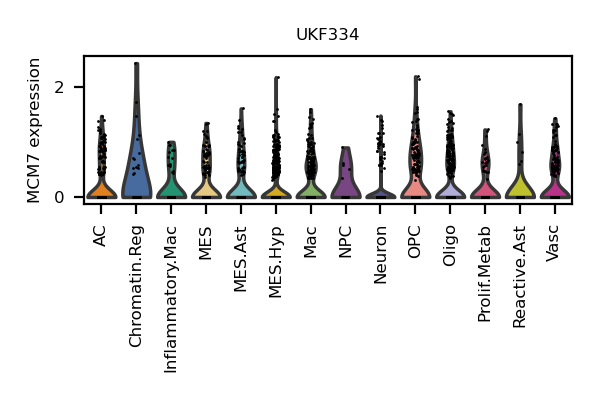 UKF334
MCM7 expression
2
0
AC
Chromatin.Reg
Inflammatory.Mac
MES
MES.Ast
MES.Hyp
Mac
NPC
Neuron
OPC
Oligo
Prolif.Metab
Reactive.Ast
Vasc